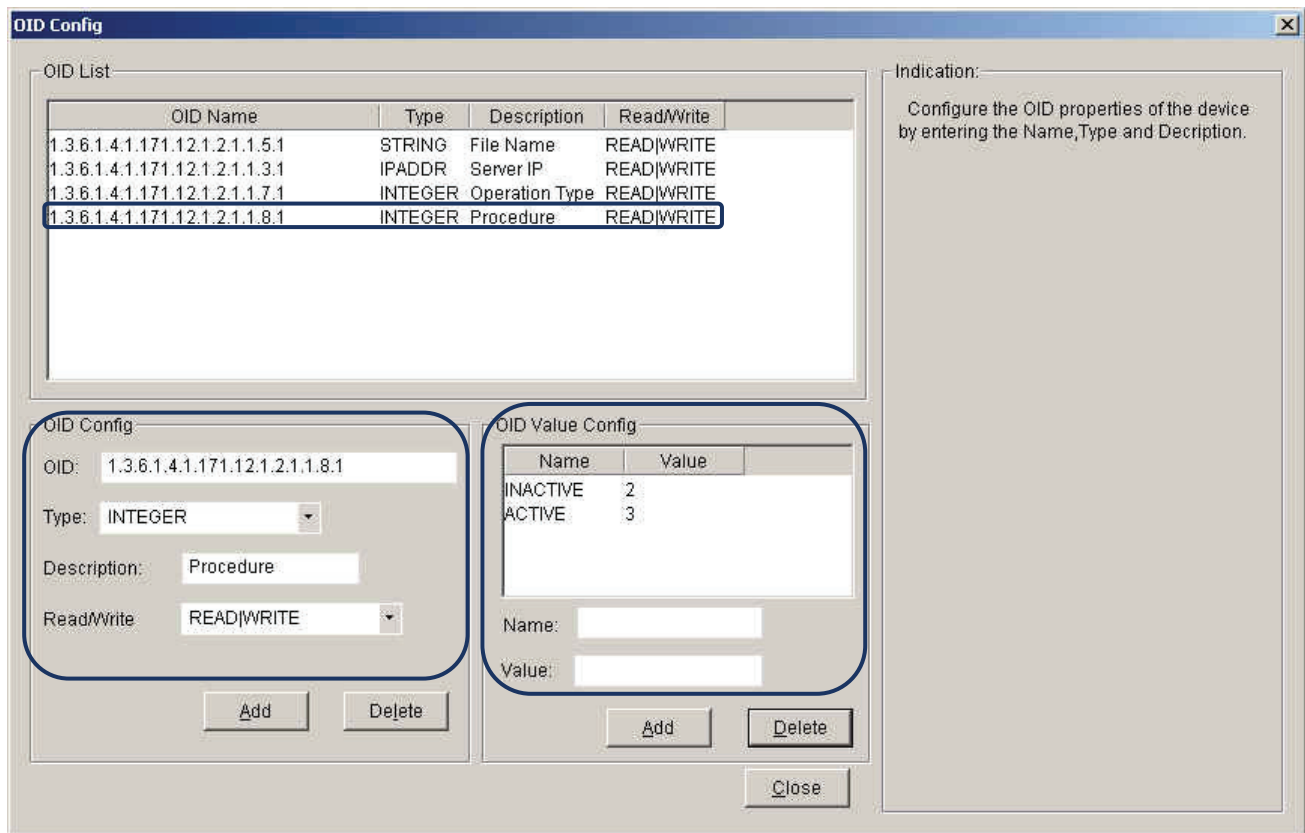 OID Config
OID List
OID Name Type Description Read/Write
1.3.6.1.4.1.171.12.1.2.1.1.5.1 STRING File Name READ|WRITE
1.3.6.1.4.1.171.12.1.2.1.1.3.1 IPADDR Server IP READ|WRITE
1.3.6.1.4.1.171.12.1.2.1.1.7.1 INTEGER Operation Type READ|WRITE
1.3.6.1.4.1.171.12.1.2.1.1.8.1 INTEGER Procedure READ|WRITE
Indication:
Configure the OID properties of the device
by entering the Name,Type and Decription.
OID Config
OID: 1.3.6.1.4.1.171.12.1.2.1.1.8.1
Type: INTEGER
Description: Procedure
Read/Write READ|WRITE
Add Delete
OID Value Config
Name Value
INACTIVE 2
ACTIVE 3
Name:
Value:
Add Delete
Close